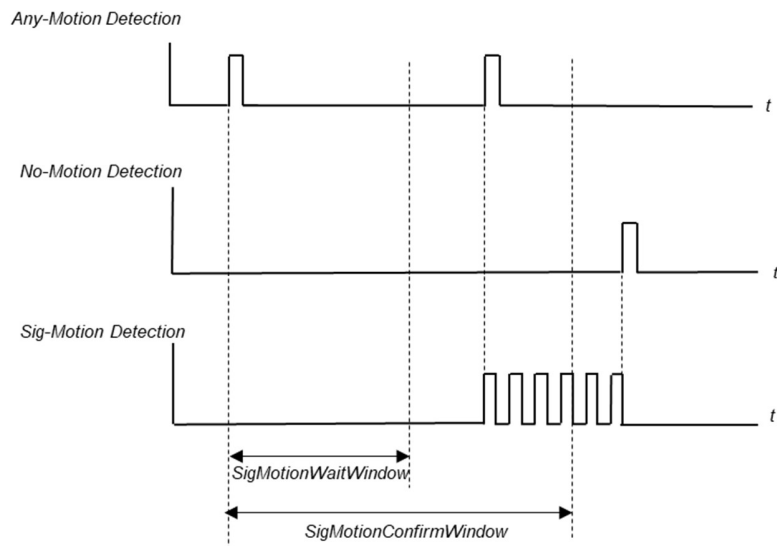 Any-Motion Detection
t
No-Motion Detection
t
Sig-Motion Detection
t
SigMotionWaitWindow
SigMotionConfirmWindow